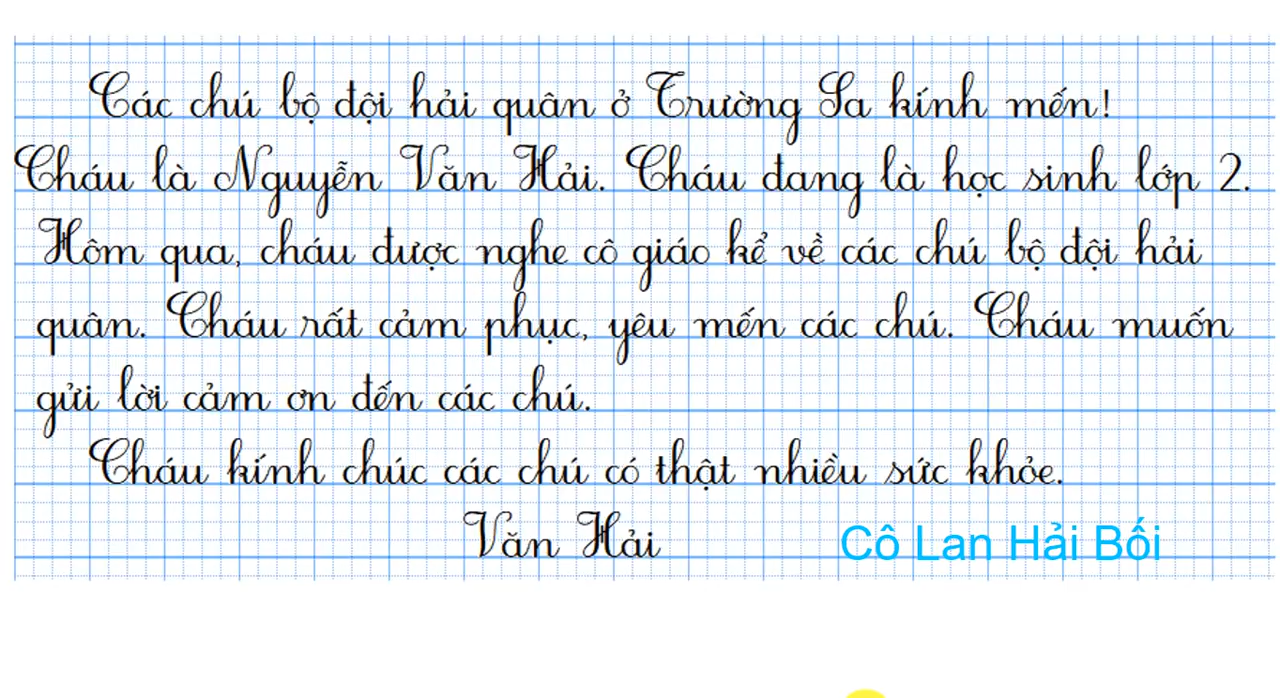 Các chú bộ đội hải quân ở Trường Sa kính mến!
Cháu là Nguyễn Văn Hải. Cháu đang là học sinh lớp 2.
Hôm qua, cháu được nghe cô giáo kể về các chú bộ đội hải
quân. Cháu rất cảm phục, yêu mến các chú. Cháu muốn
gửi lời cảm ơn đến các chú.
Cháu kính chúc các chú có thật nhiều sức khỏe.
Văn Hải
Cô Lan Hải Bối